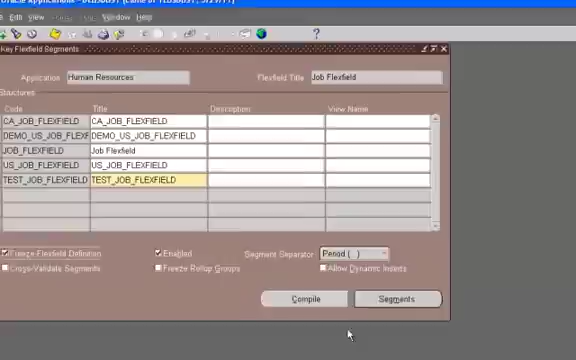 Edit View Window Help
Key Flexfield Segments
Application Human Resources Flexfield Title Job Flexfield
Structures
Code Title Description View Name
CA_JOB_FLEXFIELD CA_JOB_FLEXFIELD
DEMO_US_JOB_FLEXF DEMO_US_JOB_FLEXFIELD
JOB_FLEXFIELD Job Flexfield
US_JOB_FLEXFIELD US_JOB_FLEXFIELD
TEST_JOB_FLEXFIELD TEST_JOB_FLEXFIELD
Freeze Flexfield Definition Enabled Segment Separator Period ( )
Cross-Validate Segments Freeze Rollup Groups Allow Dynamic Inserts
Compile Segments